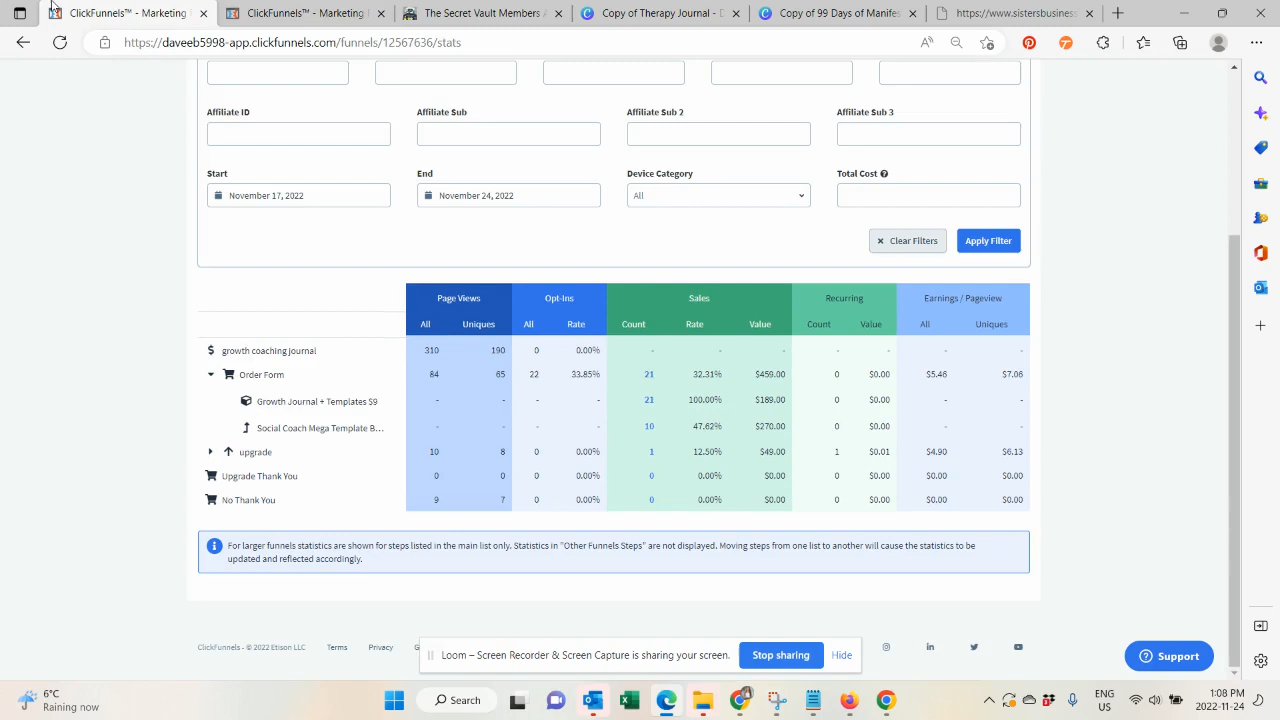 ClickFunnels™ - Marketing
ClickFunnels™ - Marketing
The Secret Vault Members A
Copy of Therapy Journal - D
Copy of 99 Days of Manifes
https://www.sistersbusiness
https://daveeb5998-app.clickfunnels.com/funnels/12567636/stats
Affiliate ID
Affiliate Sub
Affiliate Sub 2
Affiliate Sub 3
Start
End
Device Category
Total Cost
November 17, 2022
November 24, 2022
All
Clear Filters
Apply Filter
Page Views
Opt-Ins
Sales
Recurring
Earnings / Pageview
All Uniques All Rate Count Rate Value Count Value All Uniques
growth coaching journal 310 190 0 0.00% - - - - - - -
Order Form 84 65 22 33.85% 21 32.31% $459.00 0 $0.00 $5.46 $7.06
Growth Journal + Templates $9 - - - - 21 100.00% $189.00 0 $0.00 - -
Social Coach Mega Template B... - - - - 10 47.62% $270.00 0 $0.00 - -
upgrade 10 8 0 0.00% 1 12.50% $49.00 1 $0.01 $4.90 $6.13
Upgrade Thank You 0 0 0 0.00% 0 0.00% $0.00 0 $0.00 $0.00 $0.00
No Thank You 9 7 0 0.00% 0 0.00% $0.00 0 $0.00 $0.00 $0.00
For larger funnels statistics are shown for steps listed in the main list only. Statistics in "Other Funnels Steps" are not displayed. Moving steps from one list to another will cause the statistics to be
updated and reflected accordingly.
ClickFunnels - © 2022 Etison LLC
Terms
Privacy
Loom – Screen Recorder & Screen Capture is sharing your screen.
Stop sharing
Hide
Support
6°C
Raining now
Search
ENG
US
1:08 PM
2022-11-24